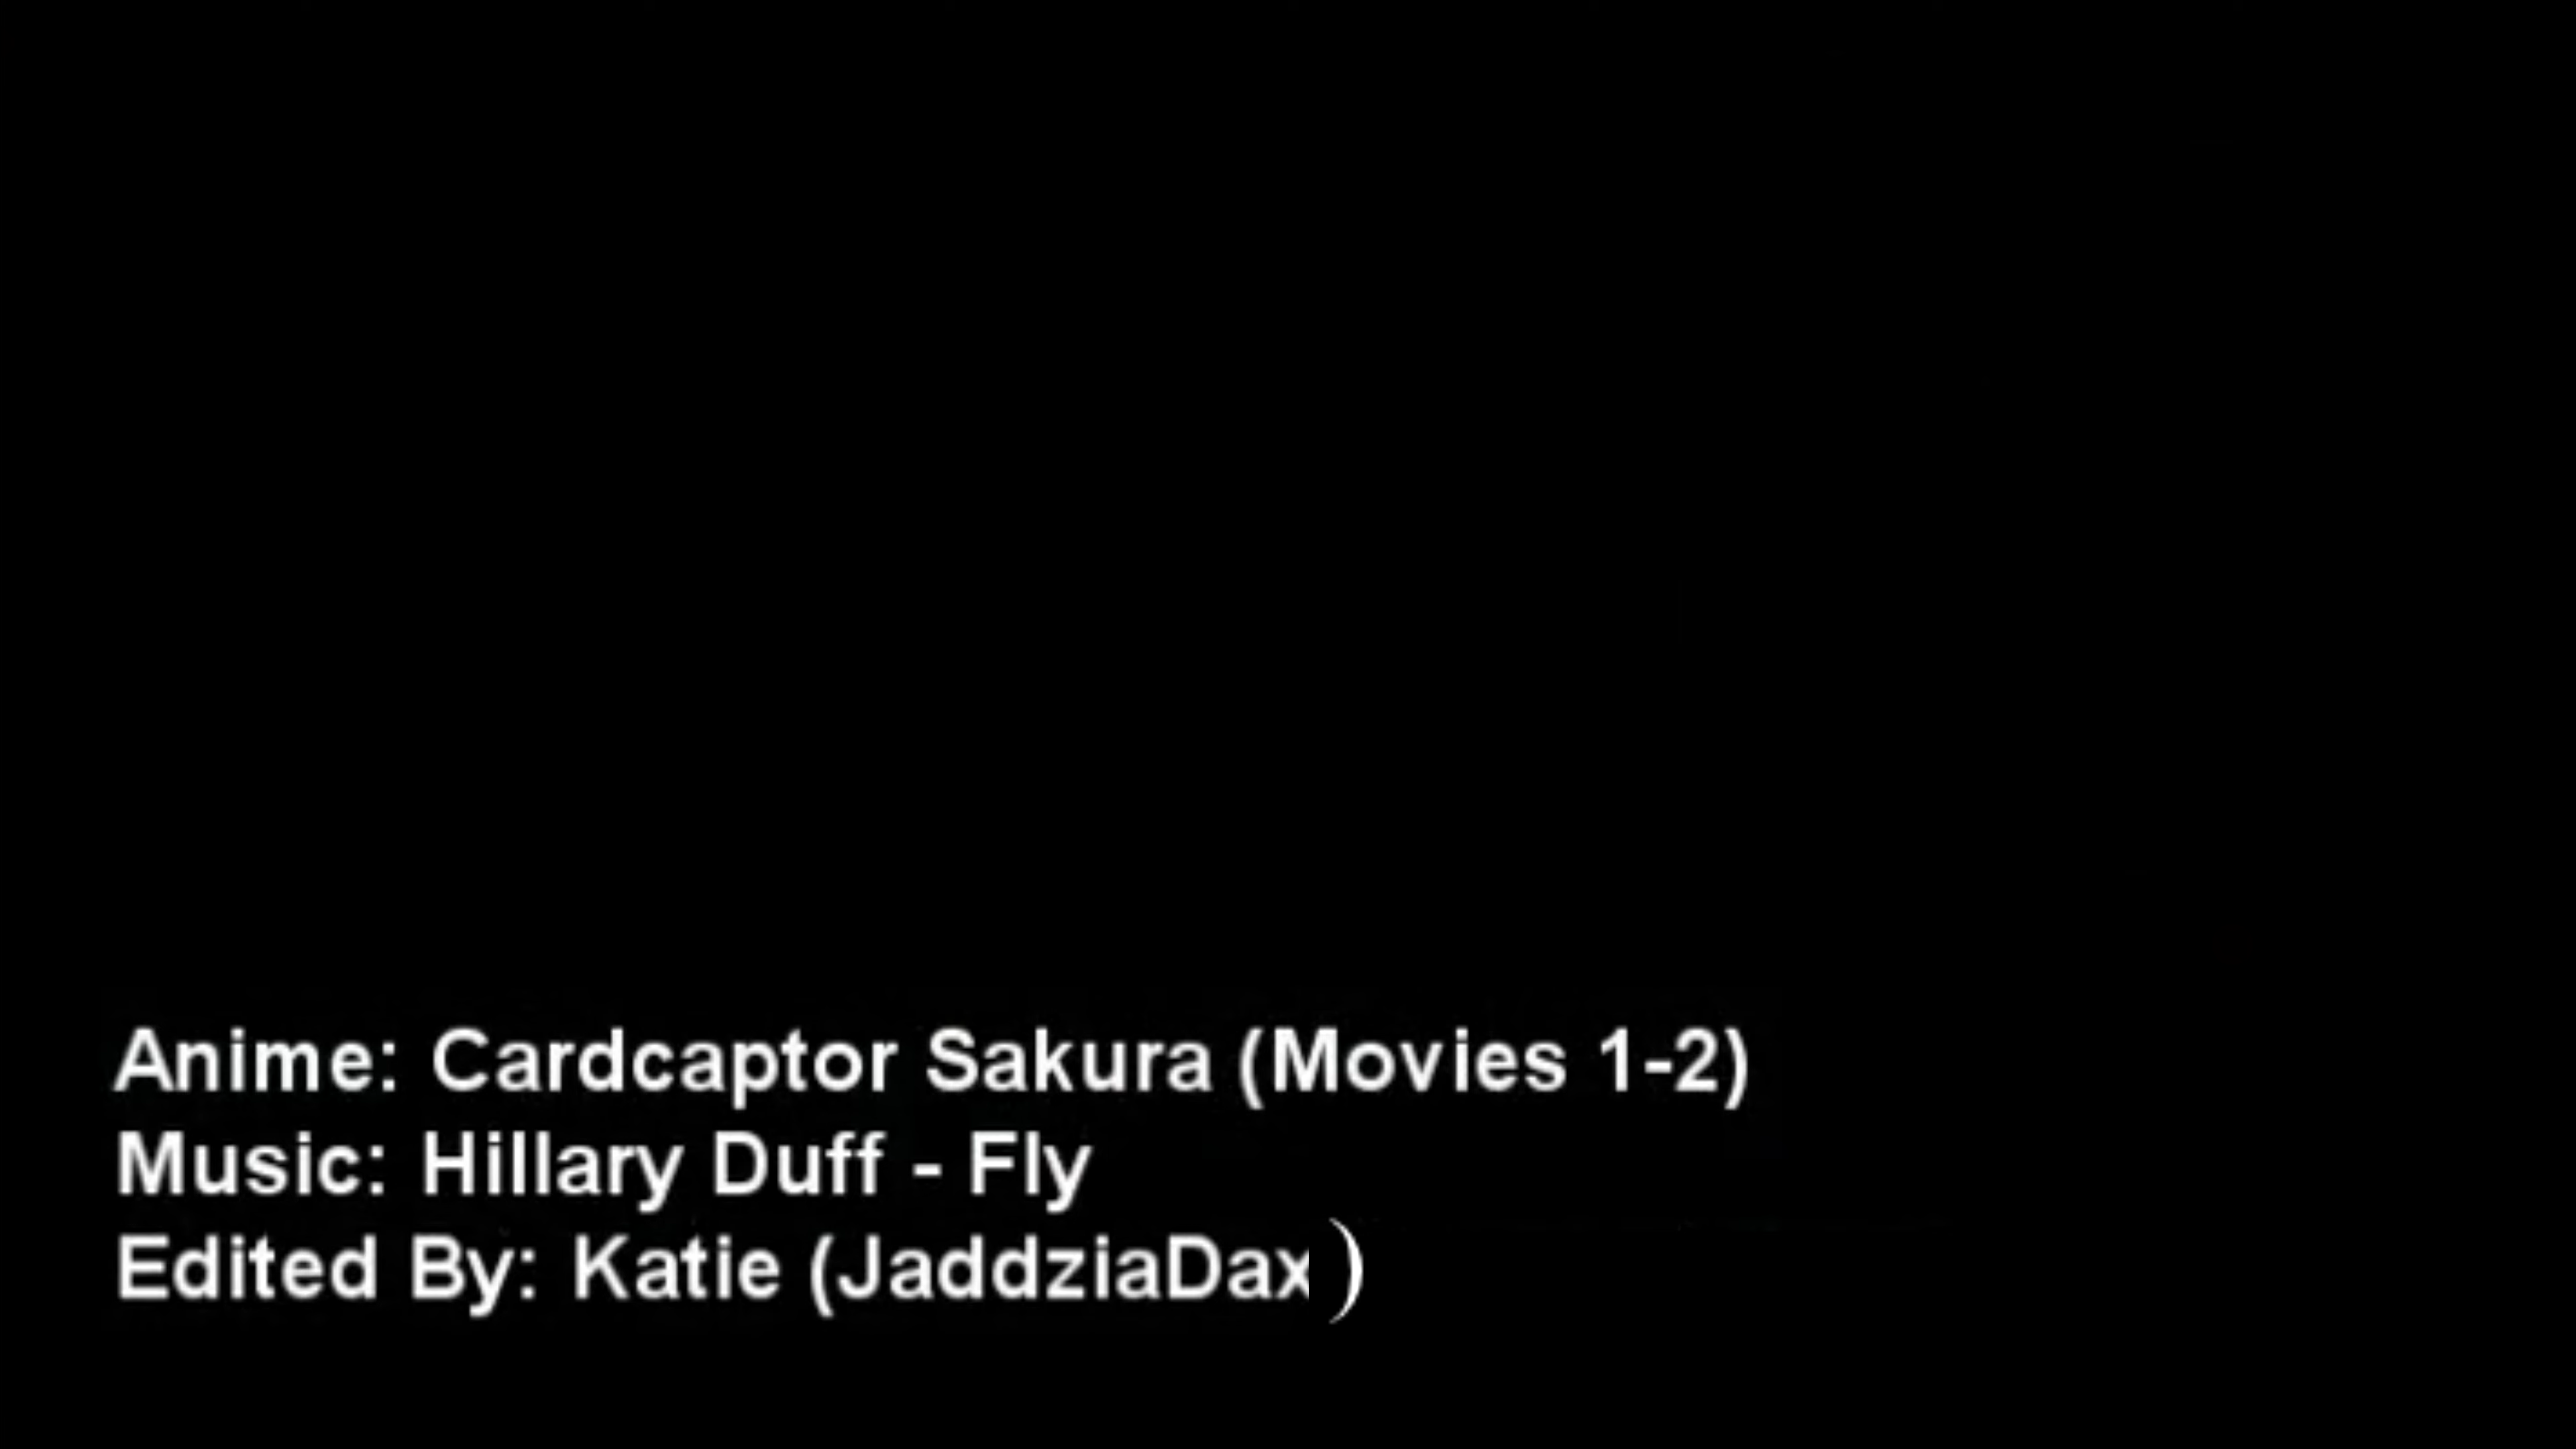 Anime: Cardcaptor Sakura (Movies 1-2)
Music: Hillary Duff - Fly
Edited By: Katie (JaddziaDax)